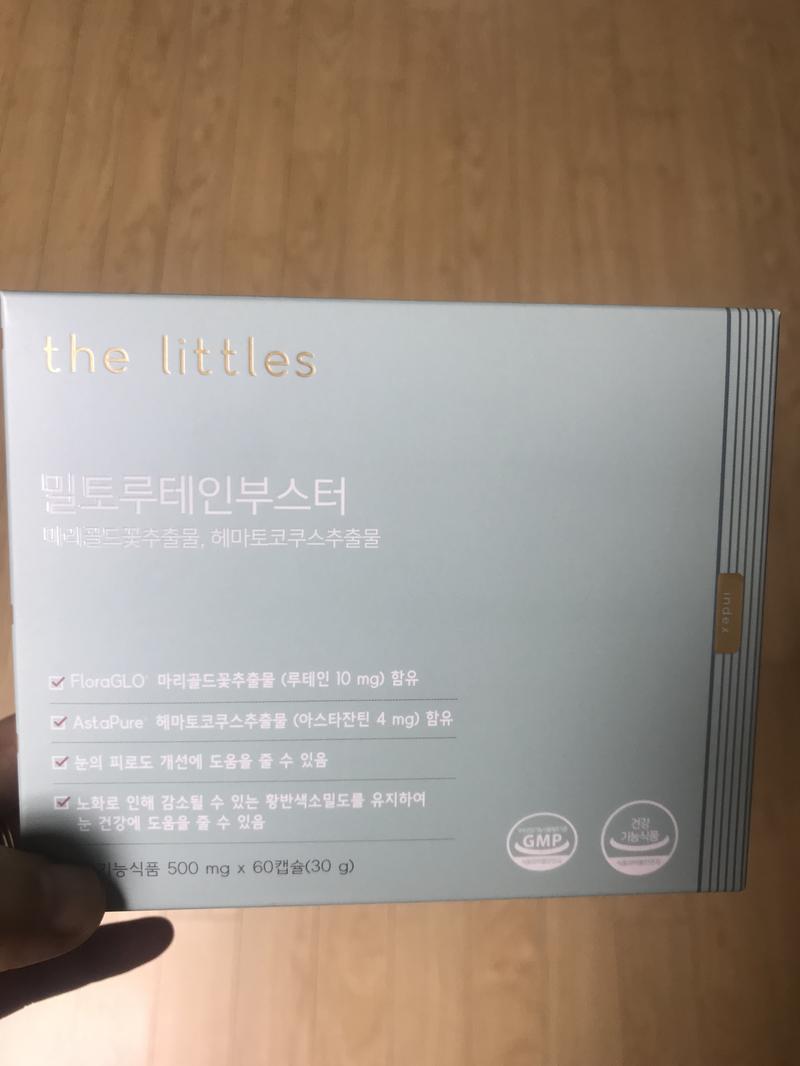 the littles
밀토루테인부스터
마리골드꽃추출물, 헤마토코쿠스추출물
FloraGLO® 마리골드꽃추출물 (루테인 10 mg) 함유
AstaPure® 헤마토코쿠스추출물 (아스타잔틴 4 mg) 함유
눈의 피로도 개선에 도움을 줄 수 있음
노화로 인해 감소될 수 있는 황반색소밀도를 유지하여
눈 건강에 도움을 줄 수 있음
기능식품 500 mg x 60캡슐(30 g)
GMP
건강
기능식품
index